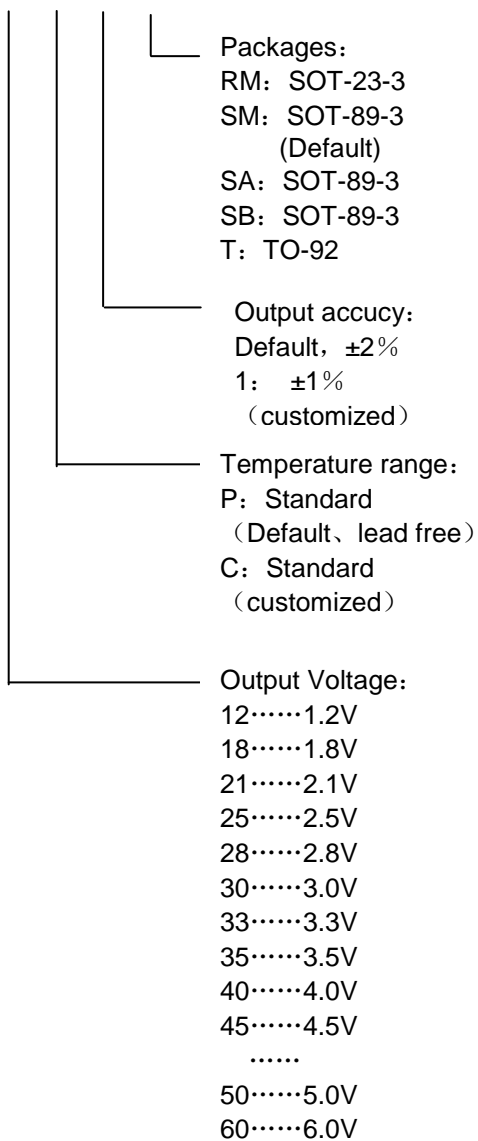 Packages：
RM：SOT-23-3
SM：SOT-89-3
(Default)
SA：SOT-89-3
SB：SOT-89-3
T：TO-92
Output accucy：
Default，±2％
1： ±1％
（customized）
Temperature range：
P：Standard
（Default、lead free）
C：Standard
（customized）
Output Voltage：
12……1.2V
18……1.8V
21……2.1V
25……2.5V
28……2.8V
30……3.0V
33……3.3V
35……3.5V
40……4.0V
45……4.5V
……
50……5.0V
60……6.0V